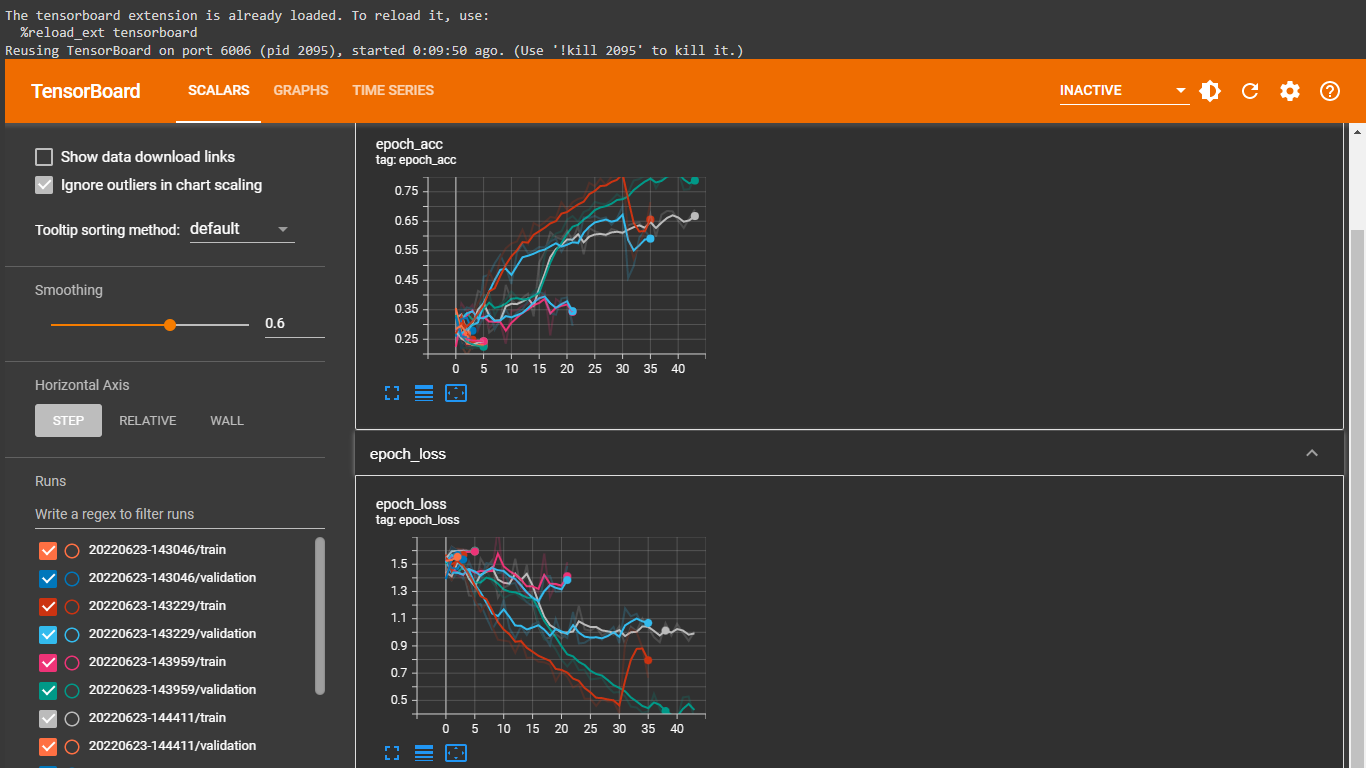 The tensorboard extension is already loaded. To reload it, use:
%reload_ext tensorboard
Reusing TensorBoard on port 6006 (pid 2095), started 0:09:50 ago. (Use '!kill 2095' to kill it.)
TensorBoard SCALARS GRAPHS TIME SERIES INACTIVE
Show data download links
Ignore outliers in chart scaling
Tooltip sorting method: default
Smoothing
0.6
Horizontal Axis
STEP RELATIVE WALL
Runs
Write a regex to filter runs
20220623-143046/train
20220623-143046/validation
20220623-143229/train
20220623-143229/validation
20220623-143959/train
20220623-143959/validation
20220623-144411/train
20220623-144411/validation
epoch_acc
tag: epoch_acc
0.75
0.65
0.55
0.45
0.35
0.25
0 5 10 15 20 25 30 35 40
epoch_loss
epoch_loss
tag: epoch_loss
1.5
1.3
1.1
0.9
0.7
0.5
0 5 10 15 20 25 30 35 40